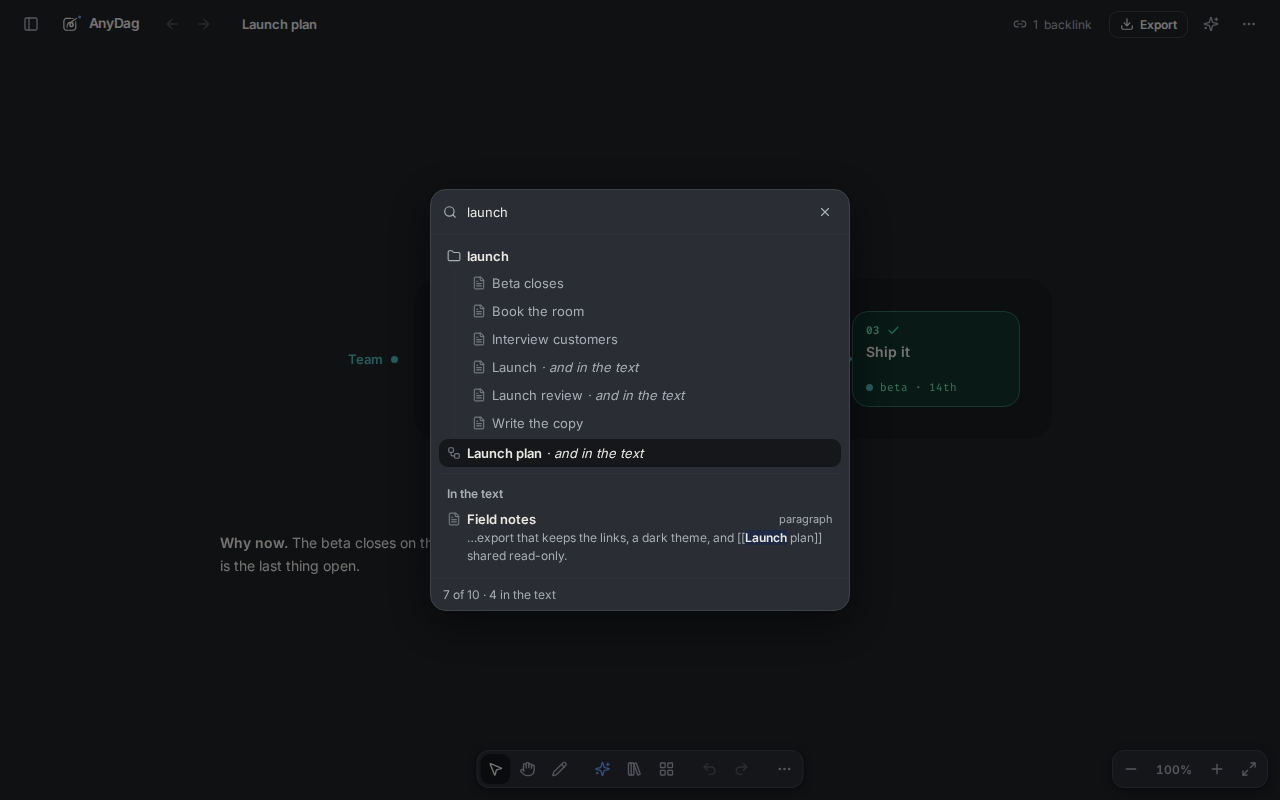 AnyDag
Launch plan
1 backlink
Export
launch
launch
Beta closes
Book the room
Interview customers
Launch · and in the text
Launch review · and in the text
Write the copy
Launch plan · and in the text
In the text
Field notes
paragraph
…export that keeps the links, a dark theme, and [[Launch plan]]
shared read-only.
7 of 10 · 4 in the text
Team
03
Ship it
beta · 14th
Why now. The beta closes on
is the last thing open.
100%